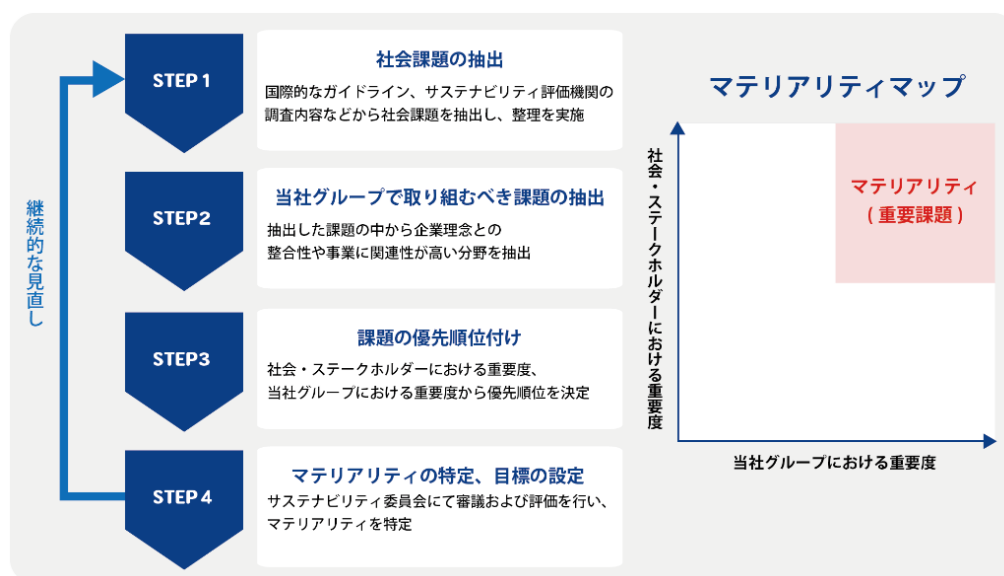 継続的な見直し
STEP 1
社会課題の抽出
国際的なガイドライン、サステナビリティ評価機関の
調査内容などから社会課題を抽出し、整理を実施
STEP2
当社グループで取り組むべき課題の抽出
抽出した課題の中から企業理念との
整合性や事業に関連性が高い分野を抽出
STEP3
課題の優先順位付け
社会・ステークホルダーにおける重要度、
当社グループにおける重要度から優先順位を決定
STEP 4
マテリアリティの特定、目標の設定
サステナビリティ委員会にて審議および評価を行い、
マテリアリティを特定
マテリアリティマップ
社会・ステークホルダーにおける重要度
マテリアリティ
( 重要課題 )
当社グループにおける重要度